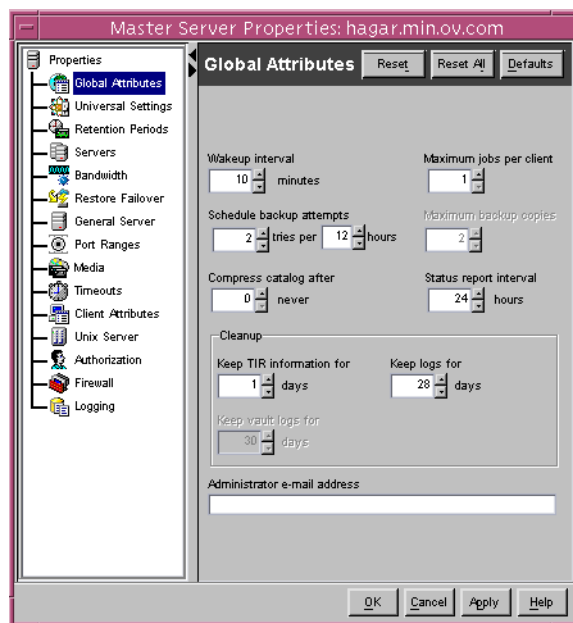 Master Server Properties: hagar.min.ov.com
Properties
Global Attributes
Universal Settings
Retention Periods
Servers
Bandwidth
Restore Failover
General Server
Port Ranges
Media
Timeouts
Client Attributes
Unix Server
Authorization
Firewall
Logging
Global Attributes Reset Reset All Defaults
Wakeup interval Maximum jobs per client
10 minutes 1
Schedule backup attempts Maximum backup copies
2 tries per 12 hours 2
Compress catalog after Status report interval
0 never 24 hours
Cleanup
Keep TIR information for Keep logs for
1 days 28 days
Keep vault logs for
30 days
Administrator e-mail address
OK Cancel Apply Help